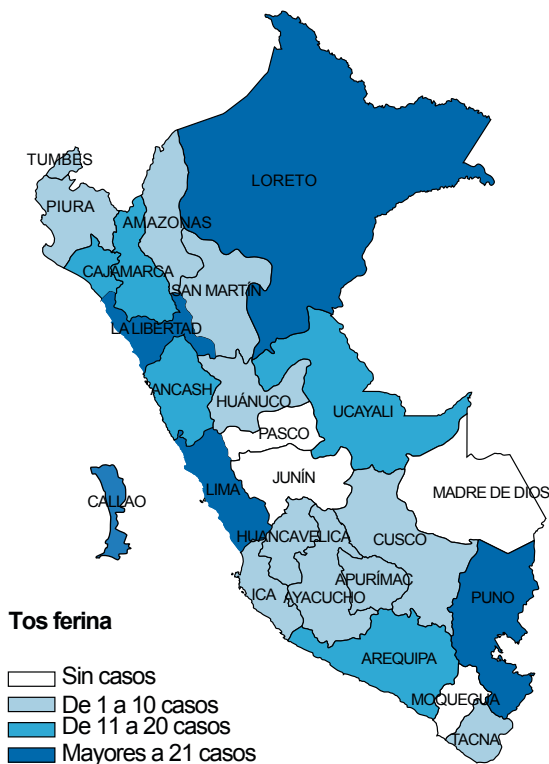 TUMBES
LORETO
PIURA
AMAZONAS
CAJAMARCA
SAN MARTÍN
LA LIBERTAD
ANCASH
HUÁNUCO
UCAYALI
PASCO
JUNÍN
LIMA
MADRE DE DIOS
CALLAO
HUANCAVELICA
CUSCO
APURÍMAC
ICA
AYACUCHO
PUNO
AREQUIPA
MOQUEGUA
TACNA
Tos ferina
Sin casos
De 1 a 10 casos
De 11 a 20 casos
Mayores a 21 casos